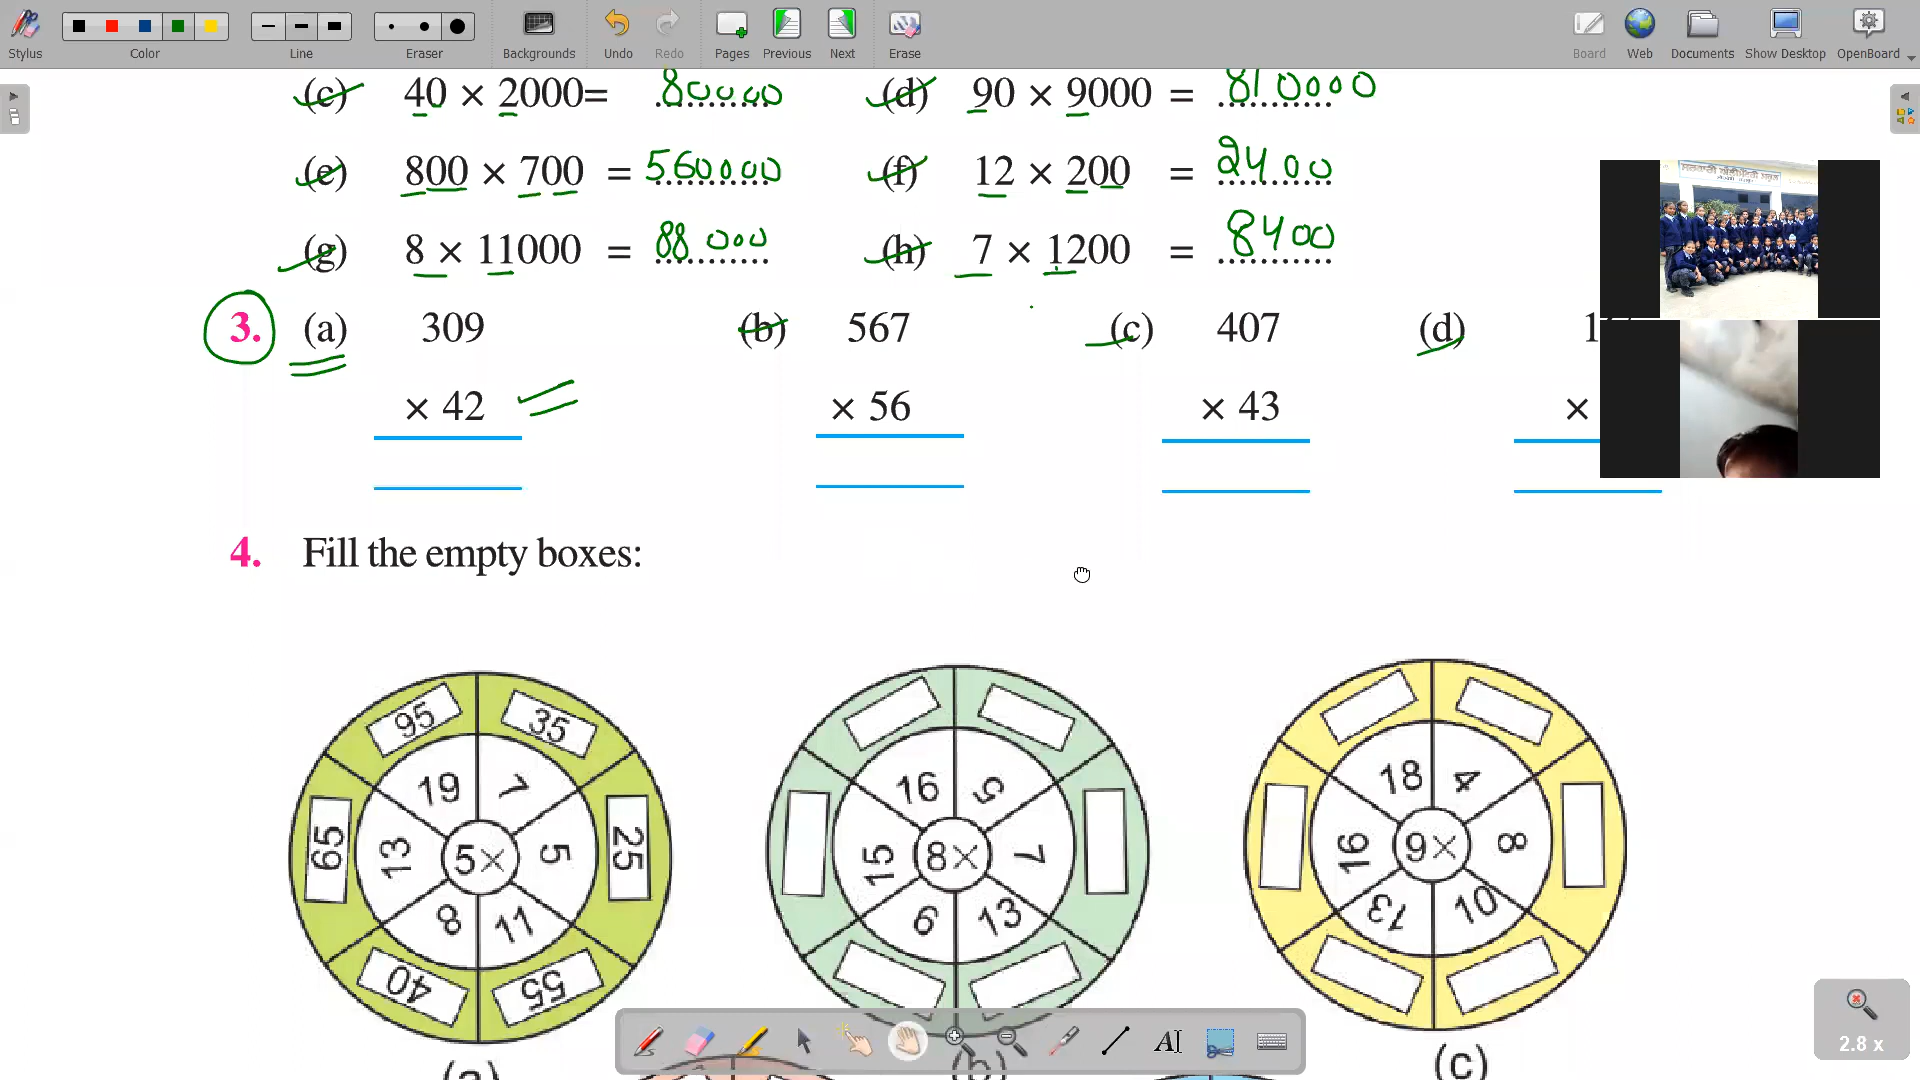 Stylus Color Line Eraser Backgrounds Undo Redo Pages Previous Next Erase Board Web Documents Show Desktop OpenBoard
(c) 40 × 2000= 80000 (d) 90 × 9000 = 810000
(e) 800 × 700 = 560000 (f) 12 × 200 = 2400
(g) 8 × 11000 = 88000 (h) 7 × 1200 = 8400
3. (a) 309 (b) 567 (c) 407 (d)
× 42 × 56 × 43 ×
4. Fill the empty boxes:
95 35
19 7
65 13 5× 5 25
8 11
40 55
16 5
15 8× 7
6 13
18 4
16 9× 8
13 10
(a) (b) (c)
2.8 x